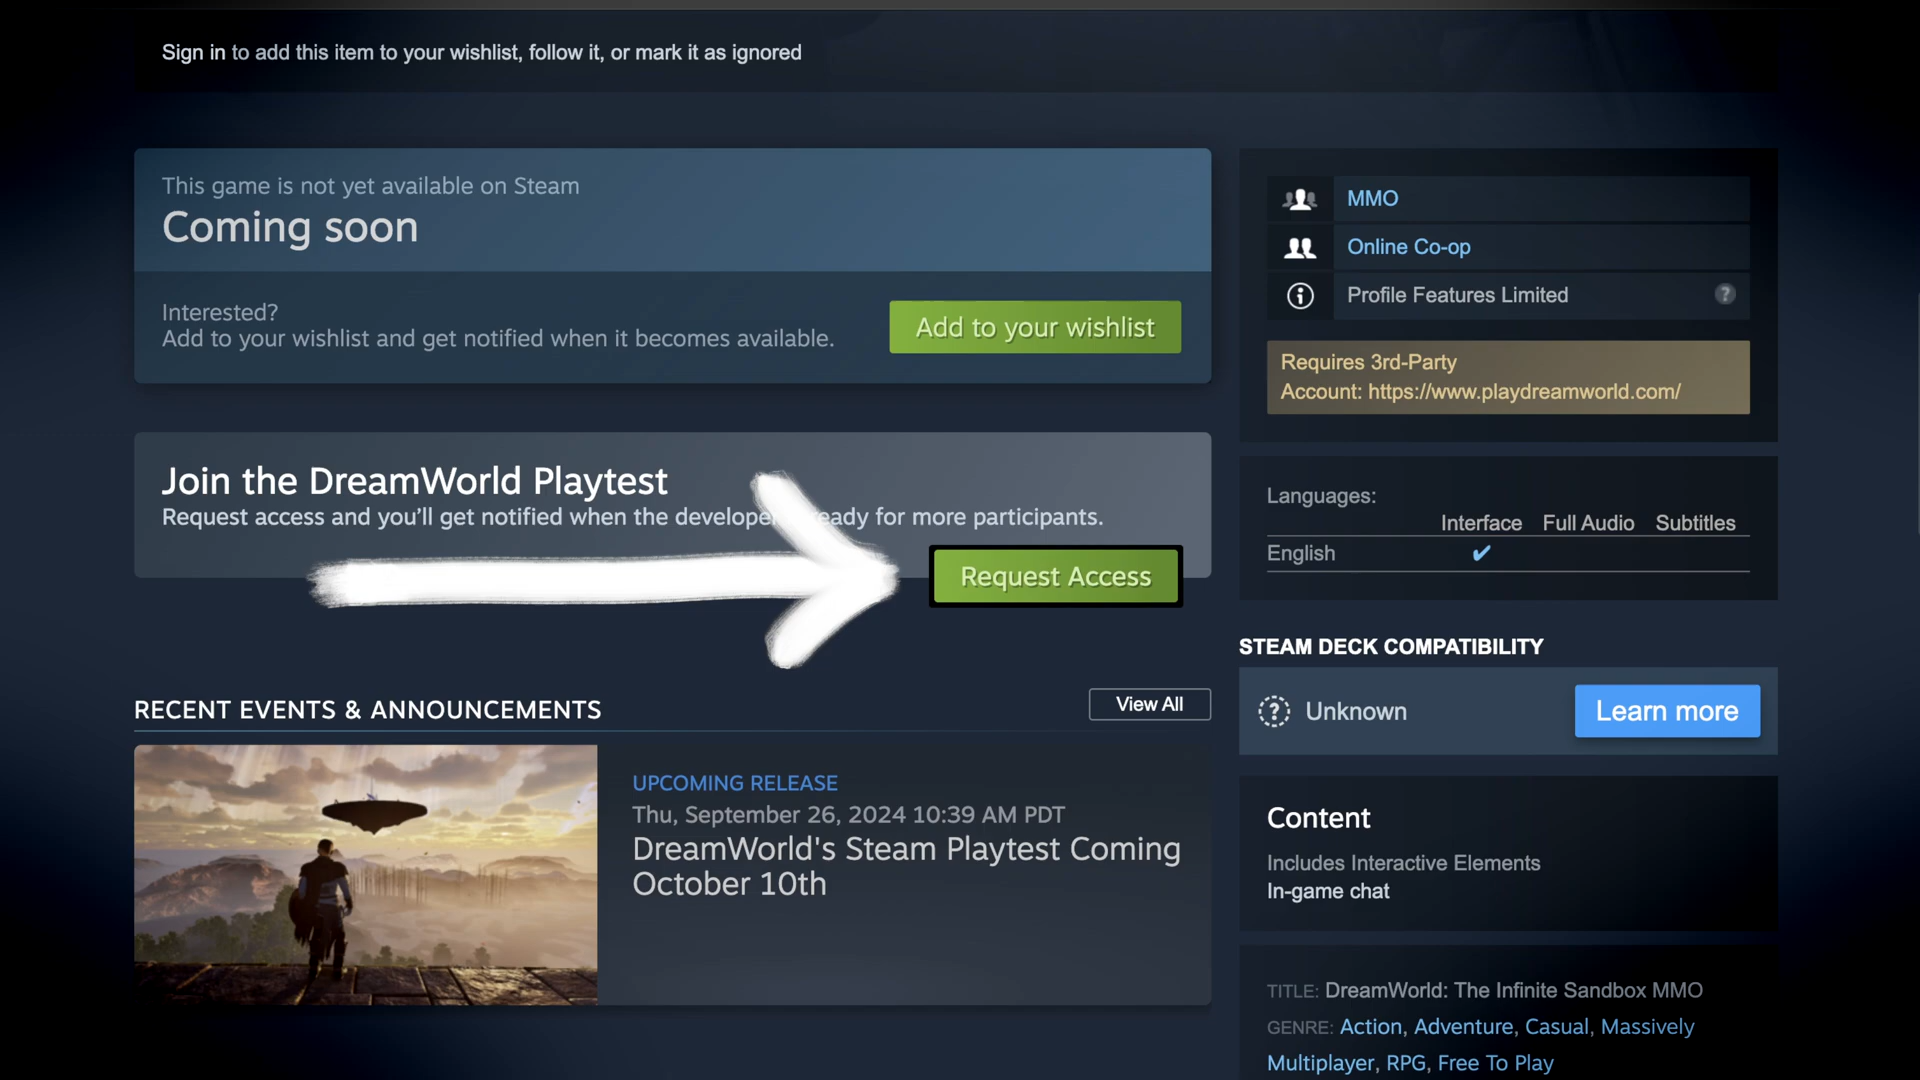 Sign in to add this item to your wishlist, follow it, or mark it as ignored
This game is not yet available on Steam
Coming soon
Interested?
Add to your wishlist and get notified when it becomes available.
Add to your wishlist
Join the DreamWorld Playtest
Request access and you'll get notified when the developer ready for more participants.
Request Access
RECENT EVENTS & ANNOUNCEMENTS
View All
UPCOMING RELEASE
Thu, September 26, 2024 10:39 AM PDT
DreamWorld's Steam Playtest Coming
October 10th
MMO
Online Co-op
Profile Features Limited
?
Requires 3rd-Party
Account: https://www.playdreamworld.com/
Languages:
Interface Full Audio Subtitles
English ✔
STEAM DECK COMPATIBILITY
Unknown
Learn more
Content
Includes Interactive Elements
In-game chat
TITLE: DreamWorld: The Infinite Sandbox MMO
GENRE: Action, Adventure, Casual, Massively
Multiplayer, RPG, Free To Play